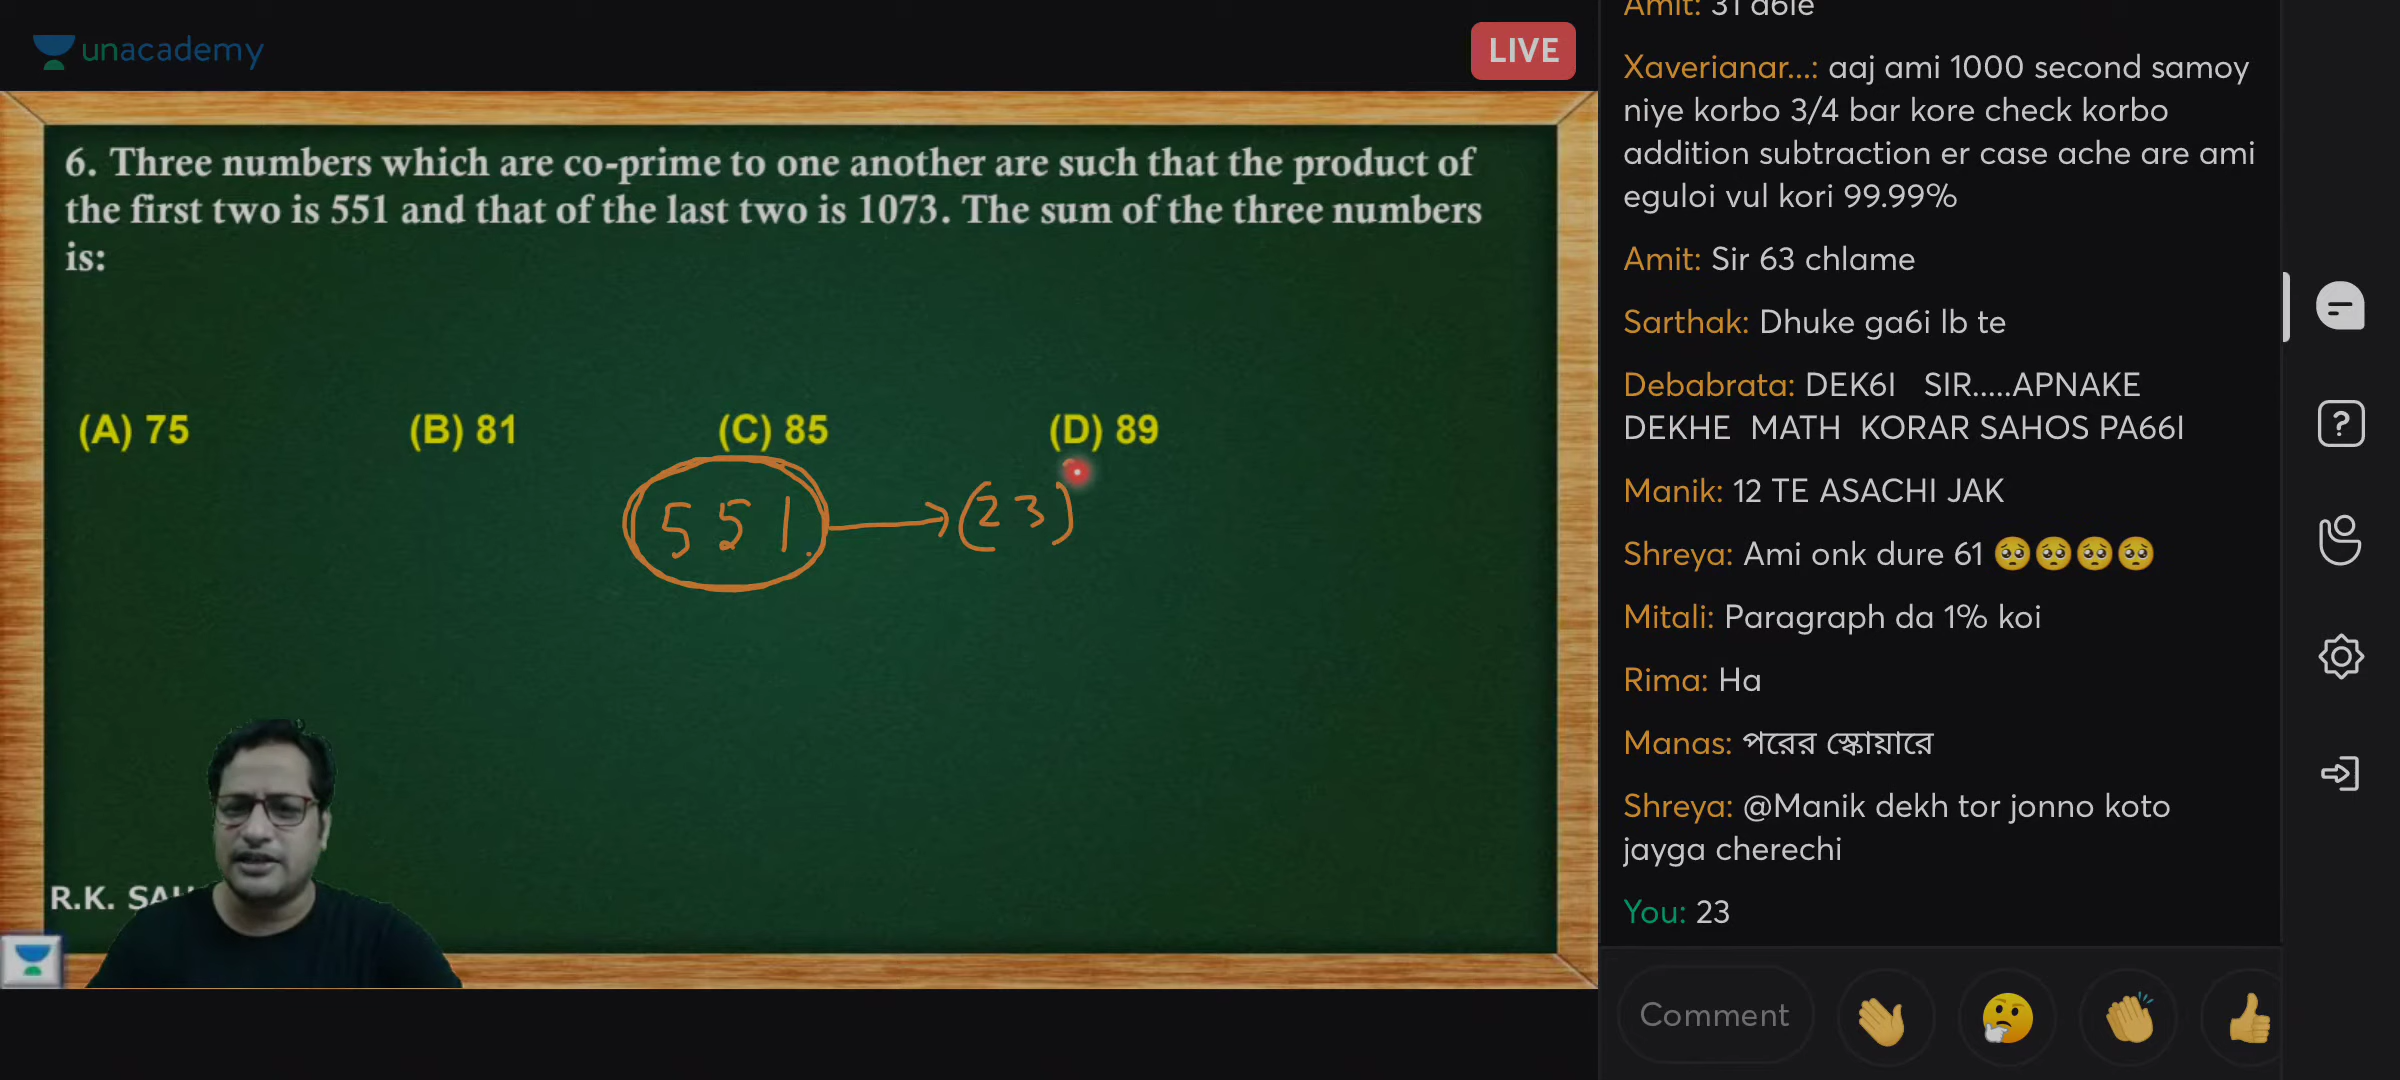 unacademy
LIVE
6. Three numbers which are co-prime to one another are such that the product of
the first two is 551 and that of the last two is 1073. The sum of the three numbers
is:
(A) 75 (B) 81 (C) 85 (D) 89
551 → (23)
R.K. SAH
Amit: 31 a6ie
Xaverianar...: aaj ami 1000 second samoy
niye korbo 3/4 bar kore check korbo
addition subtraction er case ache are ami
eguloi vul kori 99.99%
Amit: Sir 63 chlame
Sarthak: Dhuke ga6i lb te
Debabrata: DEK6I SIR.....APNAKE
DEKHE MATH KORAR SAHOS PA66I
Manik: 12 TE ASACHI JAK
Shreya: Ami onk dure 61 🥺🥺🥺🥺
Mitali: Paragraph da 1% koi
Rima: Ha
Manas: পরের স্কোয়ারে
Shreya: @Manik dekh tor jonno koto
jayga cherechi
You: 23
Comment